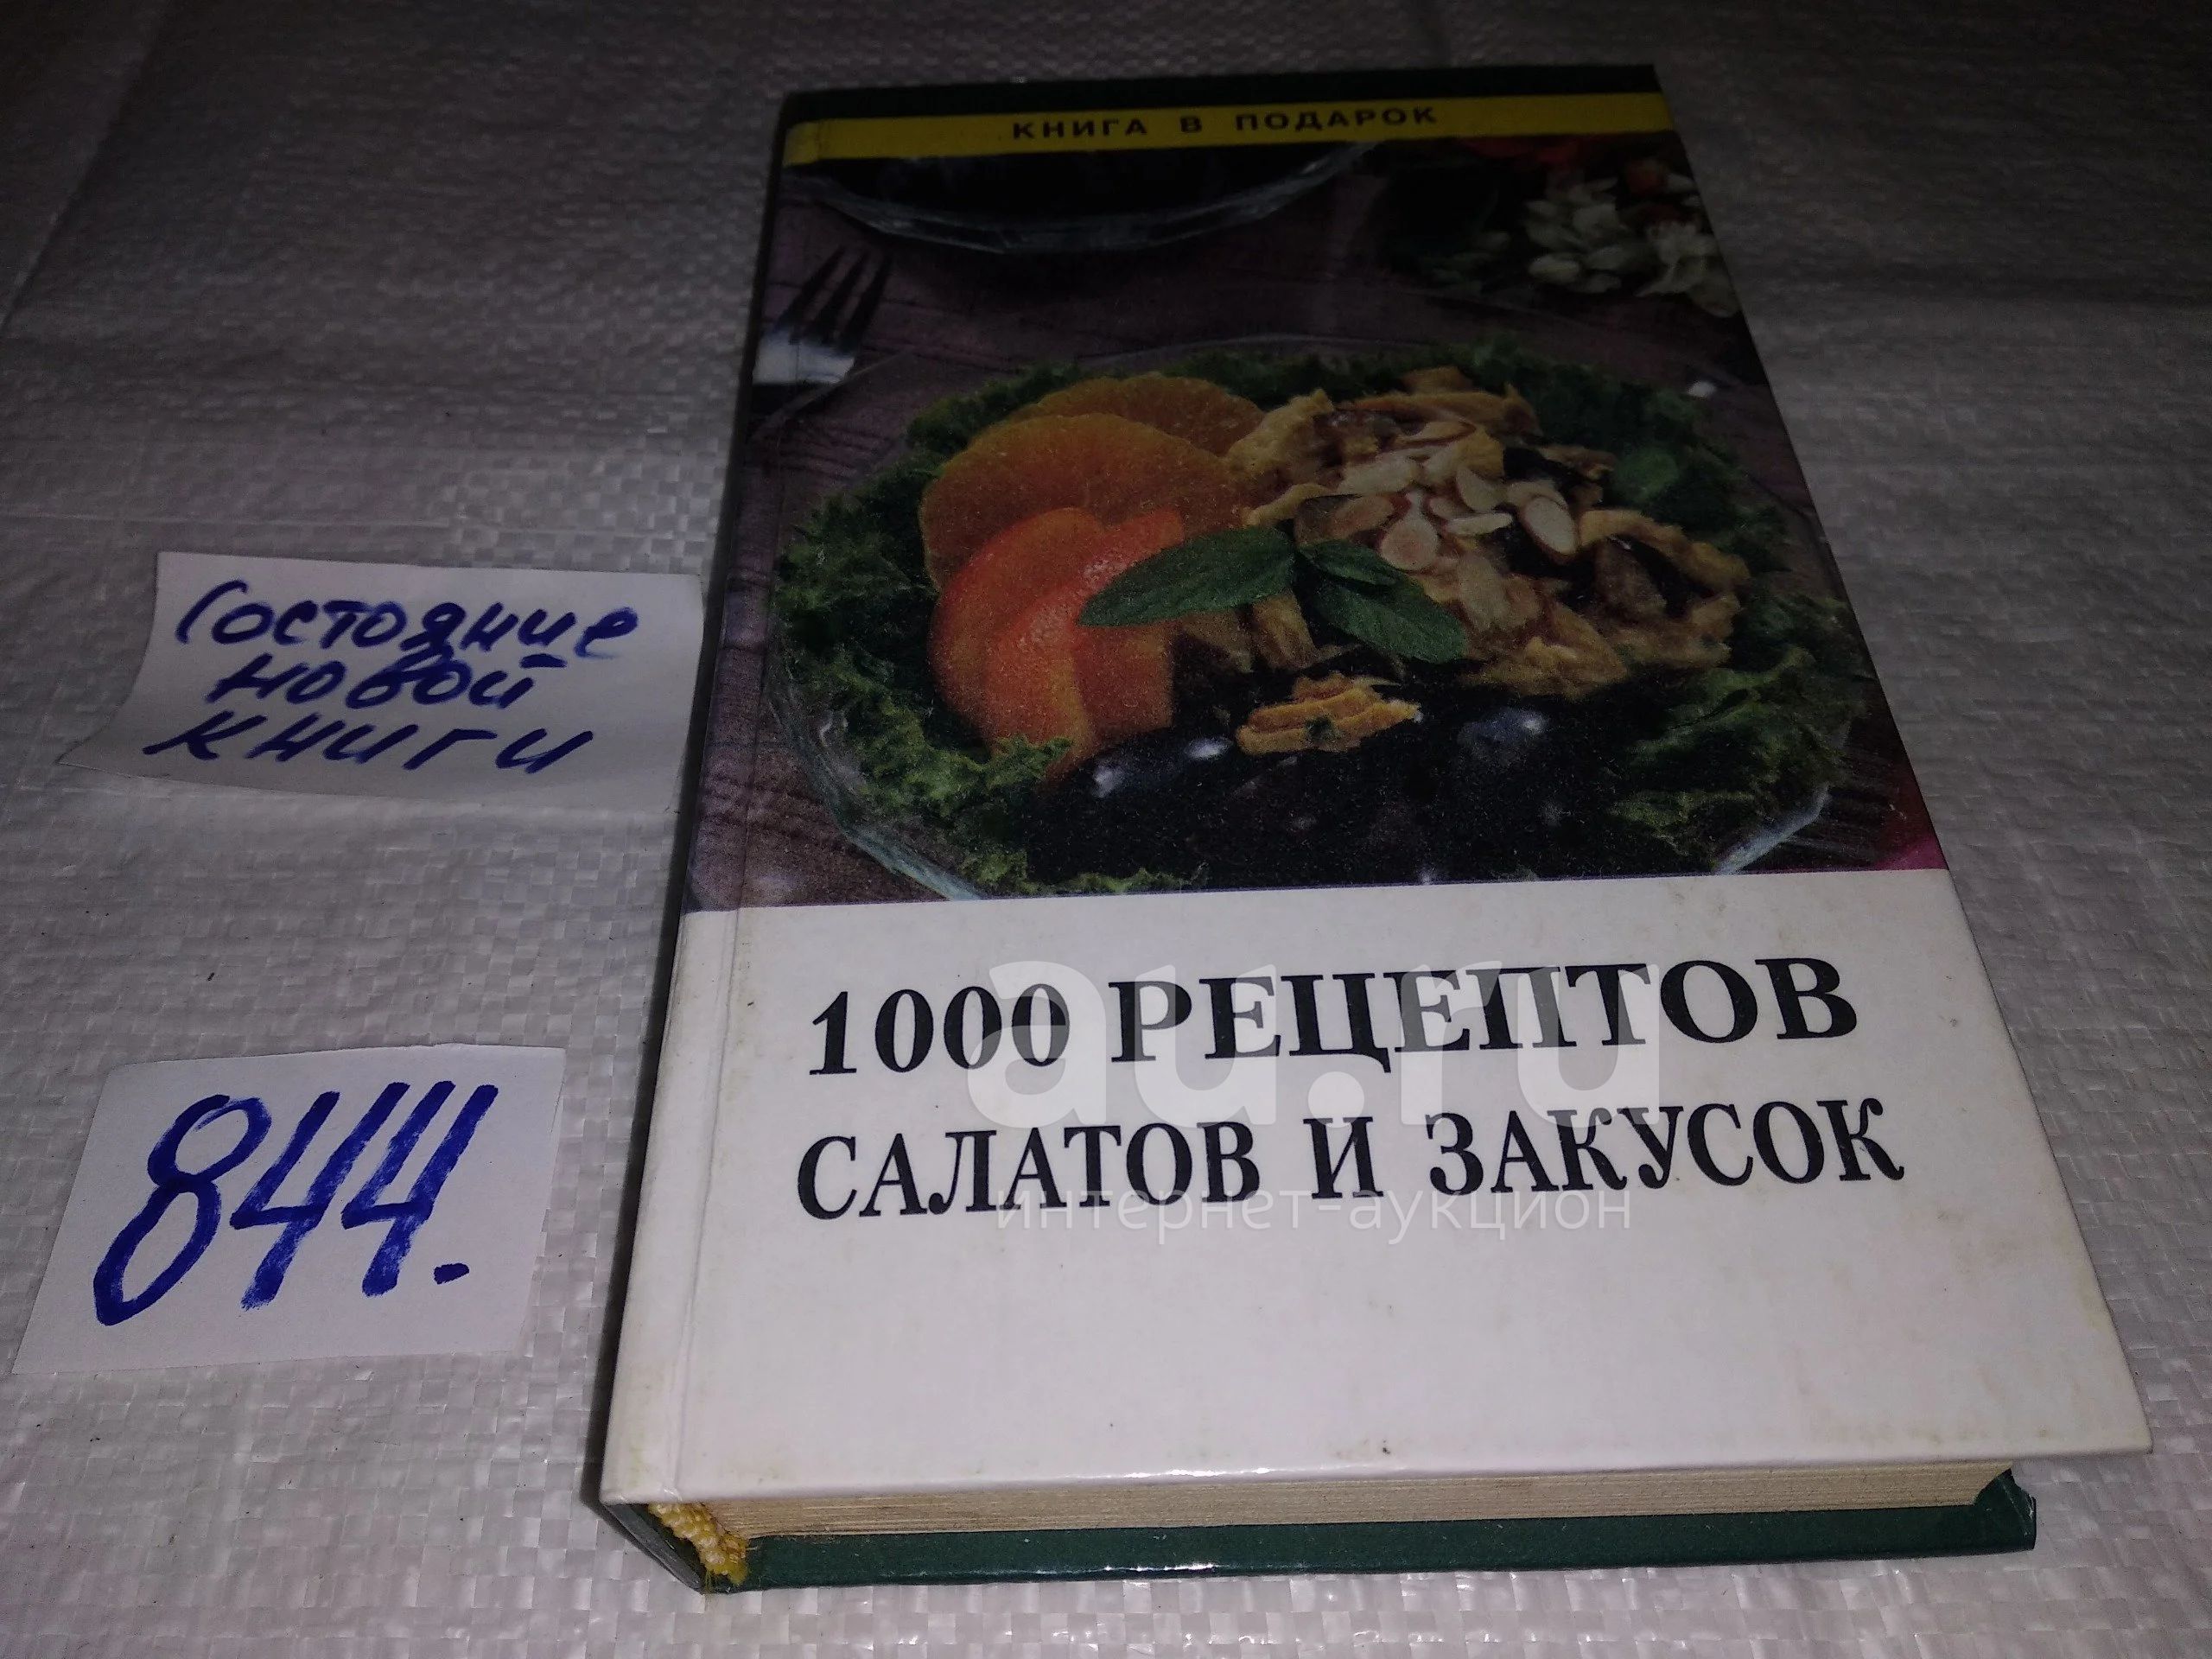 КНИГА В ПОДАРОК
Состояние
новой
книги
844.
1000 РЕЦЕПТОВ
САЛАТОВ И ЗАКУСОК
au.ru
интернет-аукцион